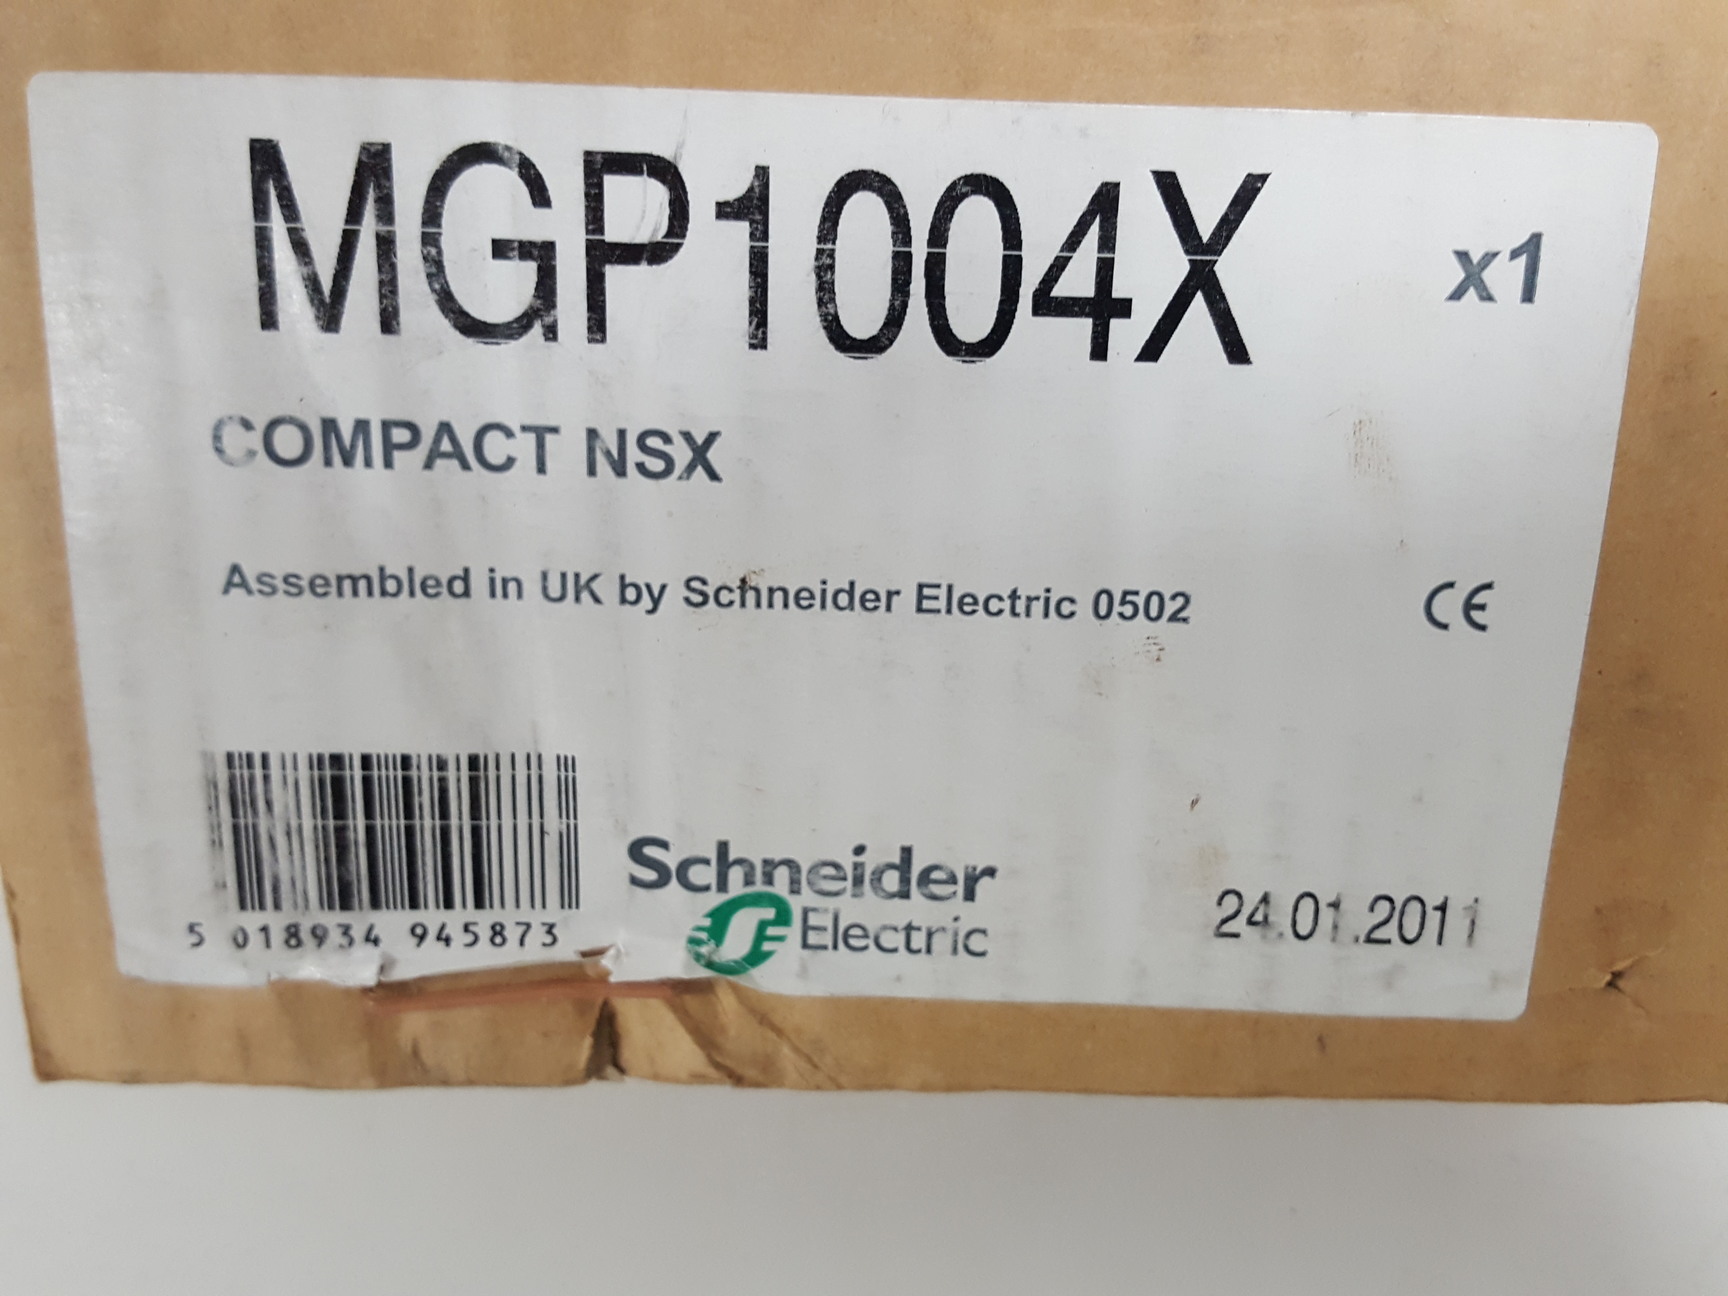 MGP1004X x1
COMPACT NSX
Assembled in UK by Schneider Electric 0502 CE
5 018934 945873
Schneider
Electric
24.01.2011